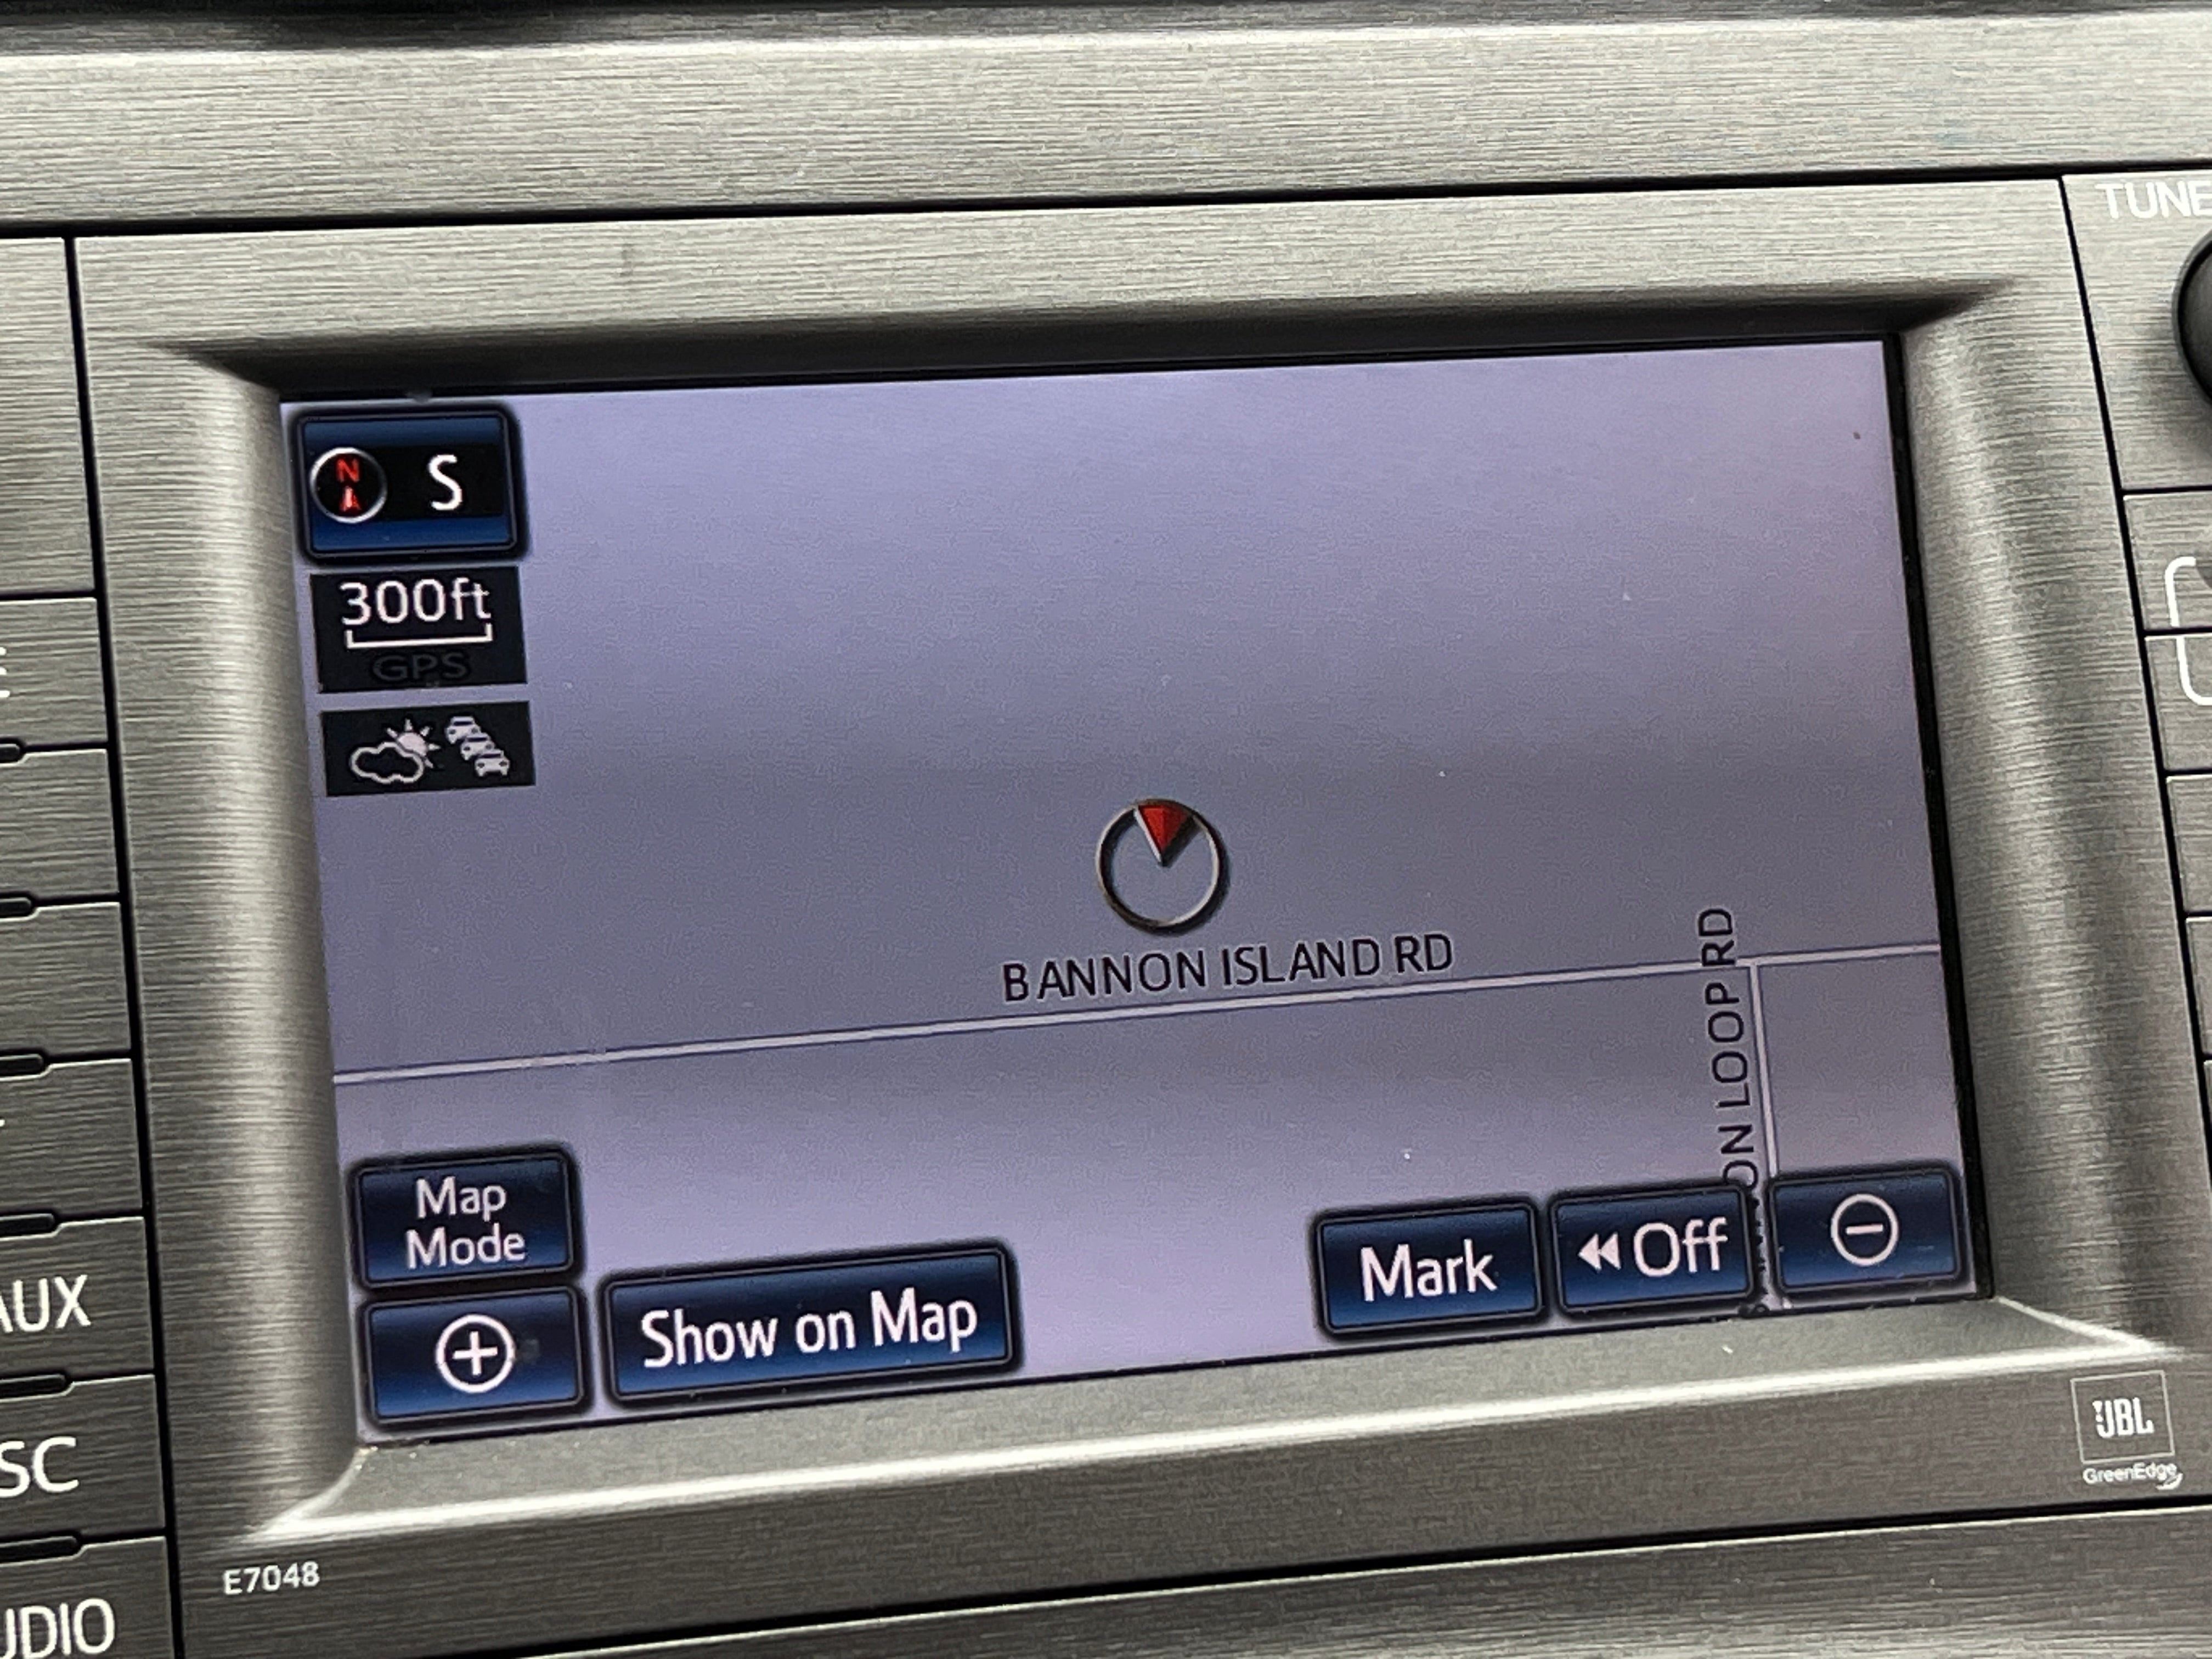 TUNE
N S
300ft
GPS
BANNON ISLAND RD
LOOP RD
Map
Mode
Show on Map
Mark
Off
AUX
SC
UDIO
JBL
GreenEdge
E7048